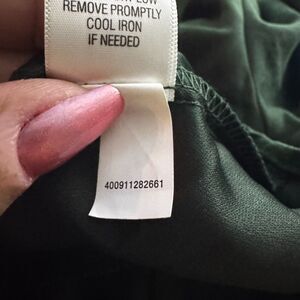 REMOVE PROMPTLY
COOL IRON
IF NEEDED
400911282661